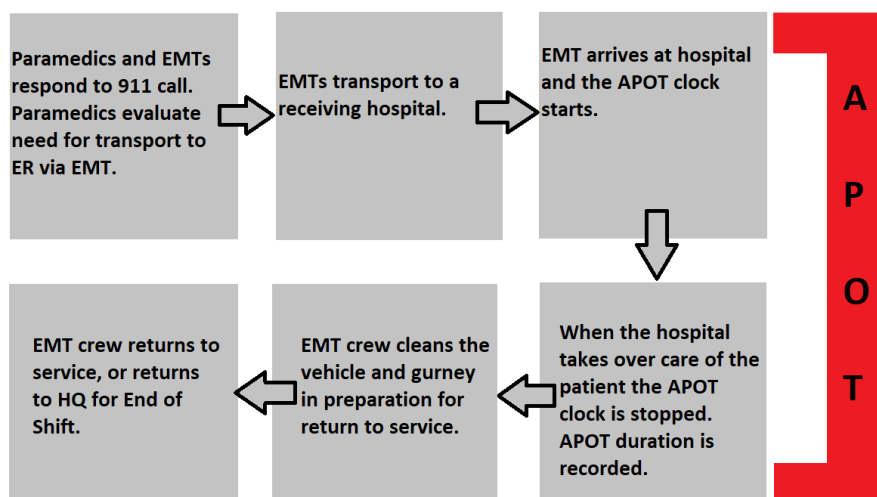 Paramedics and EMTs
respond to 911 call.
Paramedics evaluate
need for transport to
ER via EMT.
EMTs transport to a
receiving hospital.
EMT arrives at hospital
and the APOT clock
starts.
When the hospital
takes over care of the
patient the APOT
clock is stopped.
APOT duration is
recorded.
EMT crew cleans the
vehicle and gurney
in preparation for
return to service.
EMT crew returns to
service, or returns
to HQ for End of
Shift.
A
P
O
T